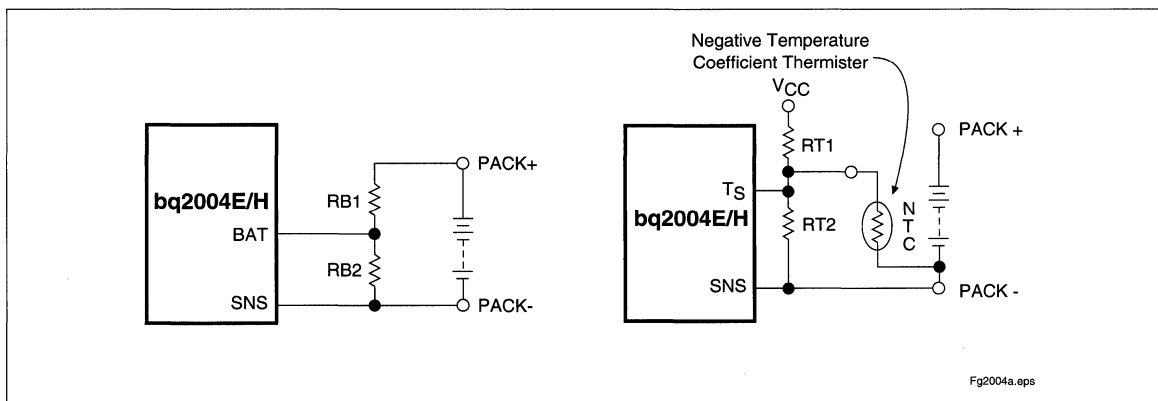 bq2004E/H
BAT
SNS
RB1
RB2
PACK+
PACK-
Negative Temperature
Coefficient Thermister
VCC
RT1
PACK +
TS
bq2004E/H
RT2
N
T
C
SNS
PACK -
Fg2004a.eps